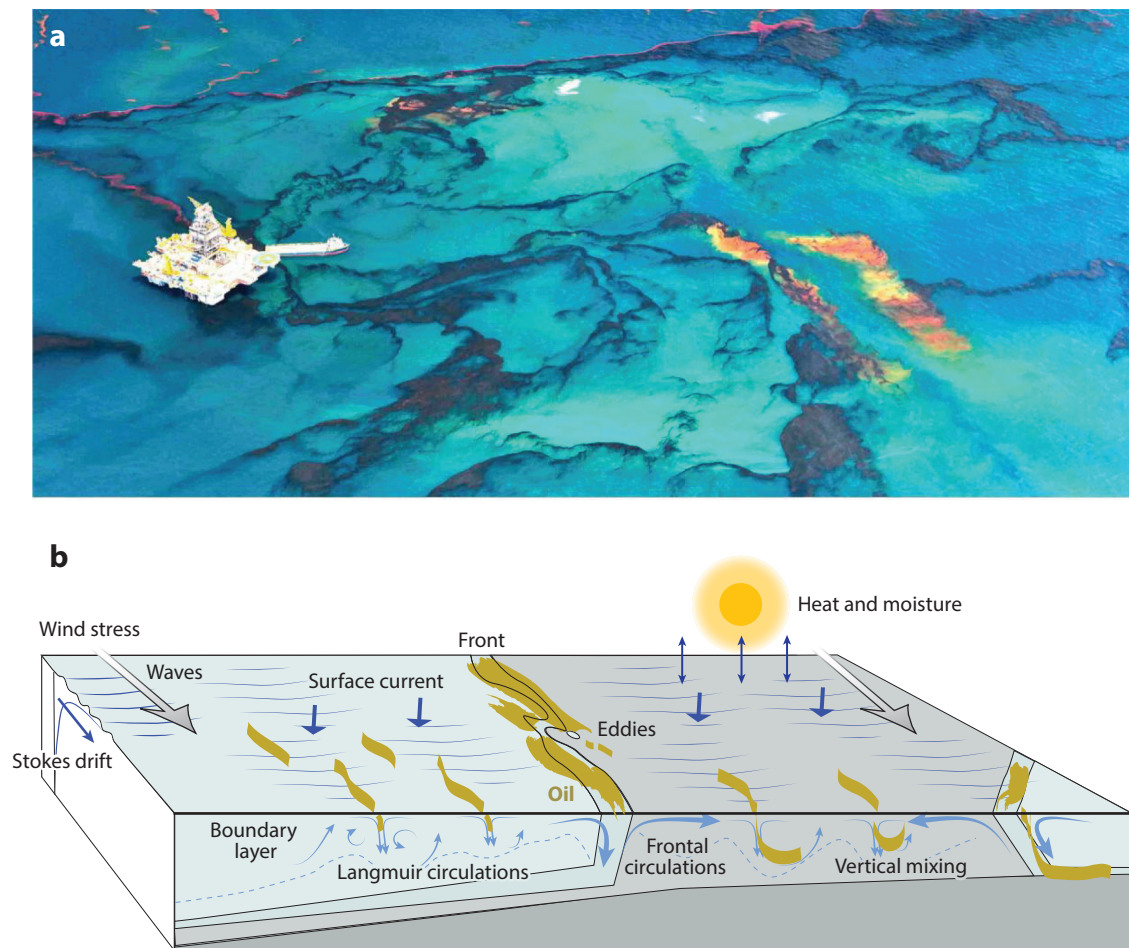 a
b
Heat and moisture
Wind stress
Front
Waves
Surface current
Eddies
Stokes drift
Oil
Boundary
layer
Langmuir circulations
Frontal
circulations
Vertical mixing